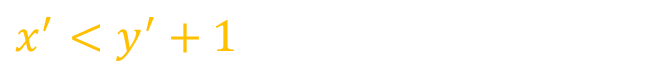 x′ < y′ + 1